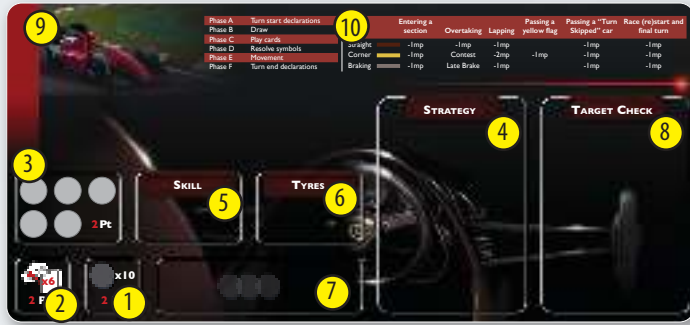 9
Phase A Turn start declarations
Phase B Draw
Phase C Play cards
Phase D Resolve symbols
Phase E Movement
Phase F Turn end declarations
10
Entering a section Overtaking Lapping Passing a yellow flag Passing a "Turn Skipped" car Race (re)start and final turn
Straight -1mp -1mp -1mp -1mp -1mp
Corner -1mp Contest -2mp -1mp -1mp -1mp
Braking -1mp Late Brake -1mp -1mp -1mp
STRATEGY
4
TARGET CHECK
8
3
2 Pt
SKILL
5
TYRES
6
x6
2
2
x10
2
1
7